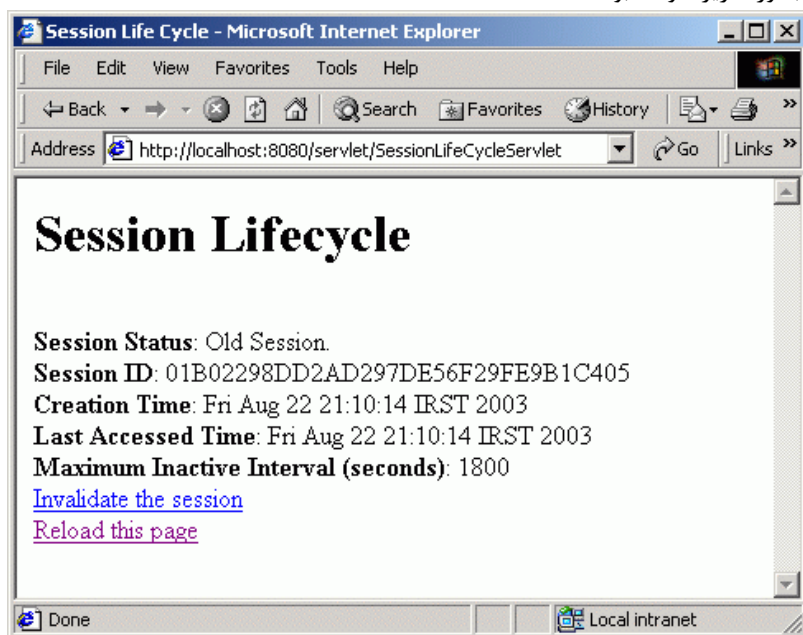 Session Life Cycle - Microsoft Internet Explorer
File Edit View Favorites Tools Help
Back Search Favorites History »
Address http://localhost:8080/servlet/SessionLifeCycleServlet Go Links »
Session Lifecycle
Session Status: Old Session.
Session ID: 01B02298DD2AD297DE56F29FE9B1C405
Creation Time: Fri Aug 22 21:10:14 IRST 2003
Last Accessed Time: Fri Aug 22 21:10:14 IRST 2003
Maximum Inactive Interval (seconds): 1800
Invalidate the session
Reload this page
Done Local intranet